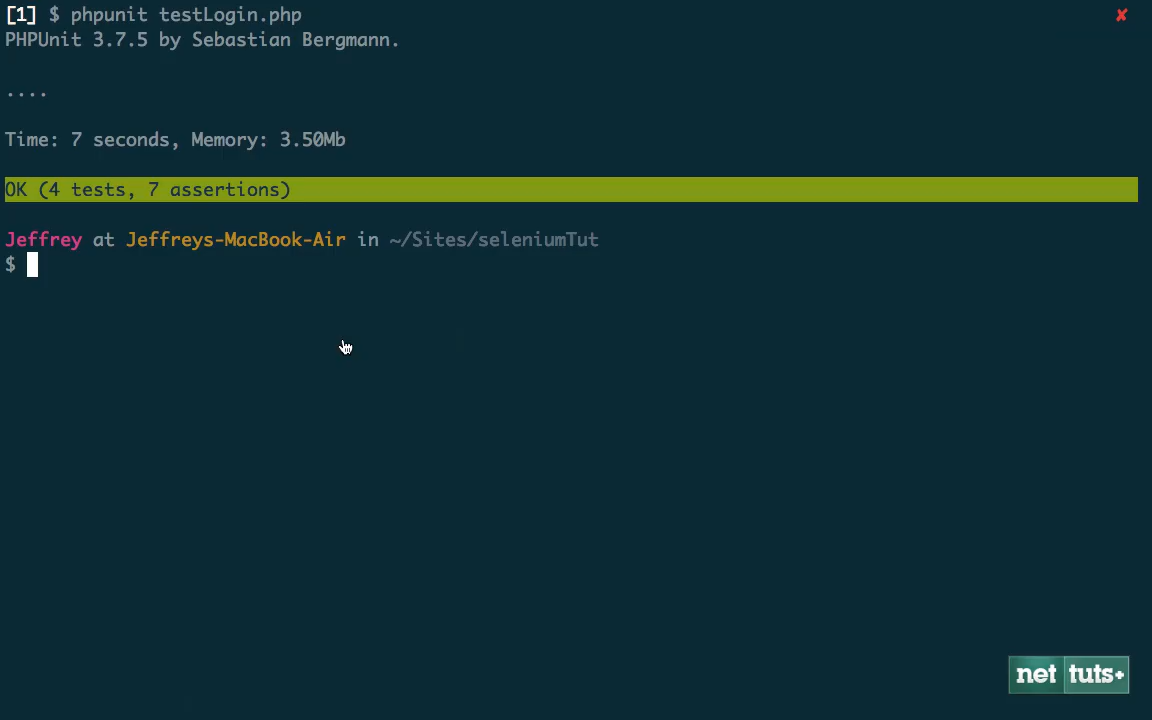 [1] $ phpunit testLogin.php ✘
PHPUnit 3.7.5 by Sebastian Bergmann.
....
Time: 7 seconds, Memory: 3.50Mb
OK (4 tests, 7 assertions)
Jeffrey at Jeffreys-MacBook-Air in ~/Sites/seleniumTut
$
net tuts+